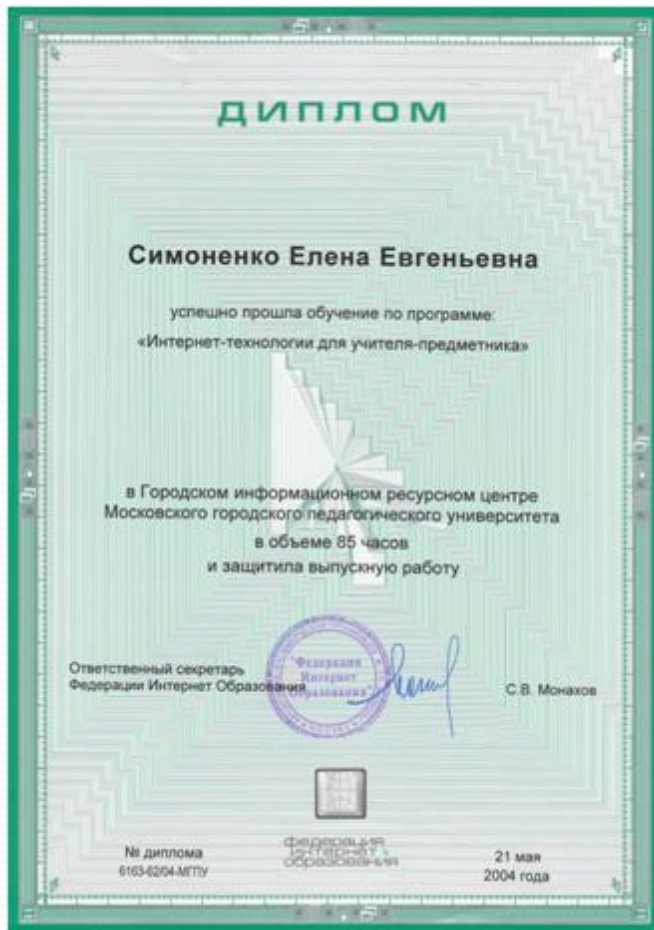 ДИПЛОМ
Симоненко Елена Евгеньевна
успешно прошла обучение по программе:
«Интернет-технологии для учителя-предметника»
в Городском информационном ресурсном центре
Московского городского педагогического университета
в объеме 85 часов
и защитила выпускную работу
Ответственный секретарь
Федерации Интернет Образования
"Федерация
Интернет
Образования"
С.В. Монахов
федерация
интернет
образования
№ диплома
6163-62/04-МГПУ
21 мая
2004 года